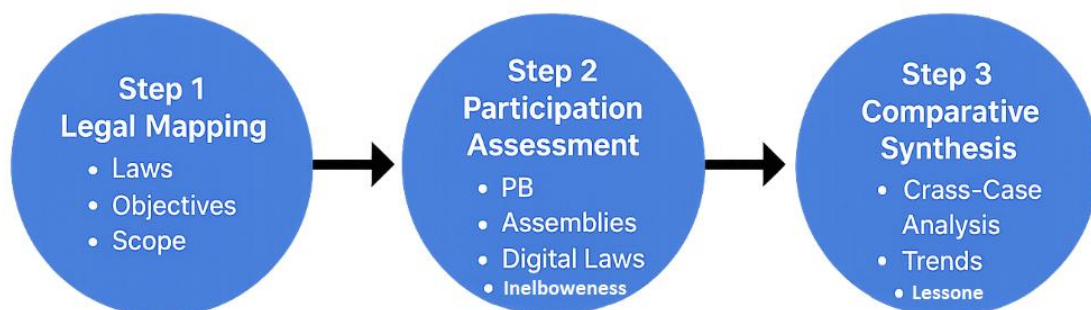 Step 1
Legal Mapping
• Laws
• Objectives
• Scope
Step 2
Participation
Assessment
• PB
• Assemblies
• Digital Laws
• Inelboweness
Step 3
Comparative
Synthesis
• Crass-Case
Analysis
• Trends
• Lessone